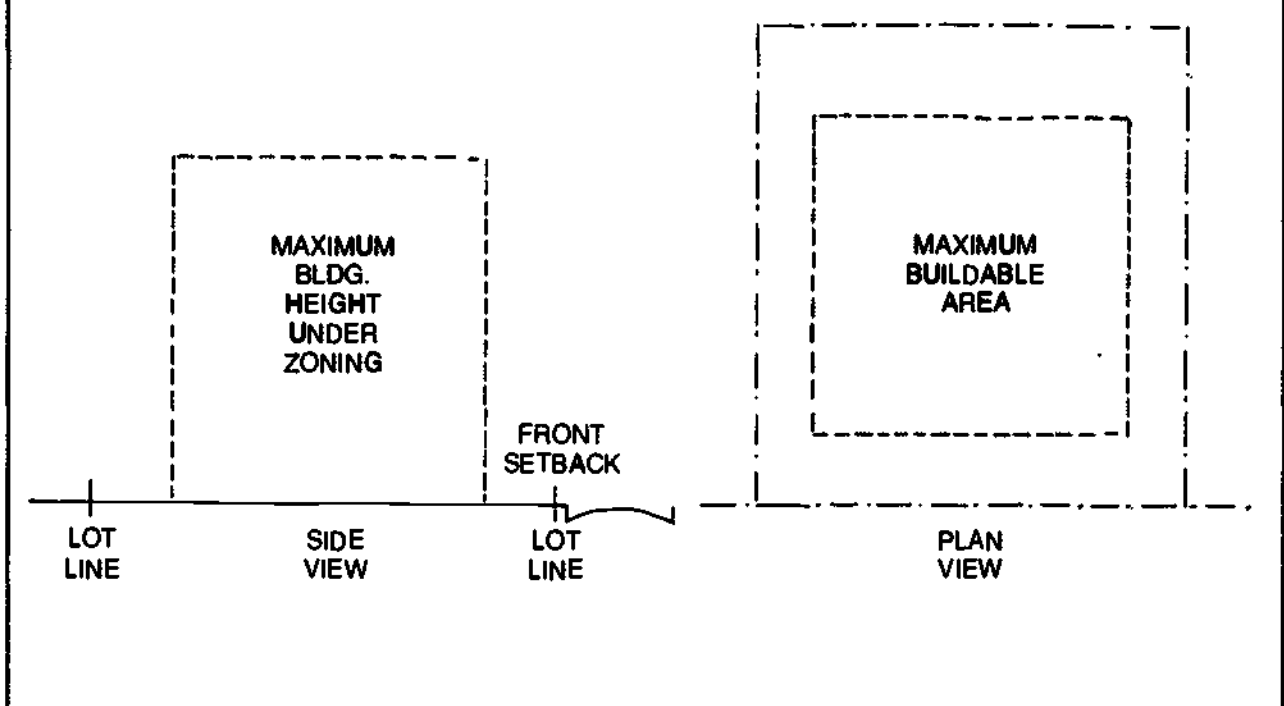 MAXIMUM
BLDG.
HEIGHT
UNDER
ZONING
FRONT
SETBACK
LOT
LINE
SIDE
VIEW
LOT
LINE
MAXIMUM
BUILDABLE
AREA
PLAN
VIEW